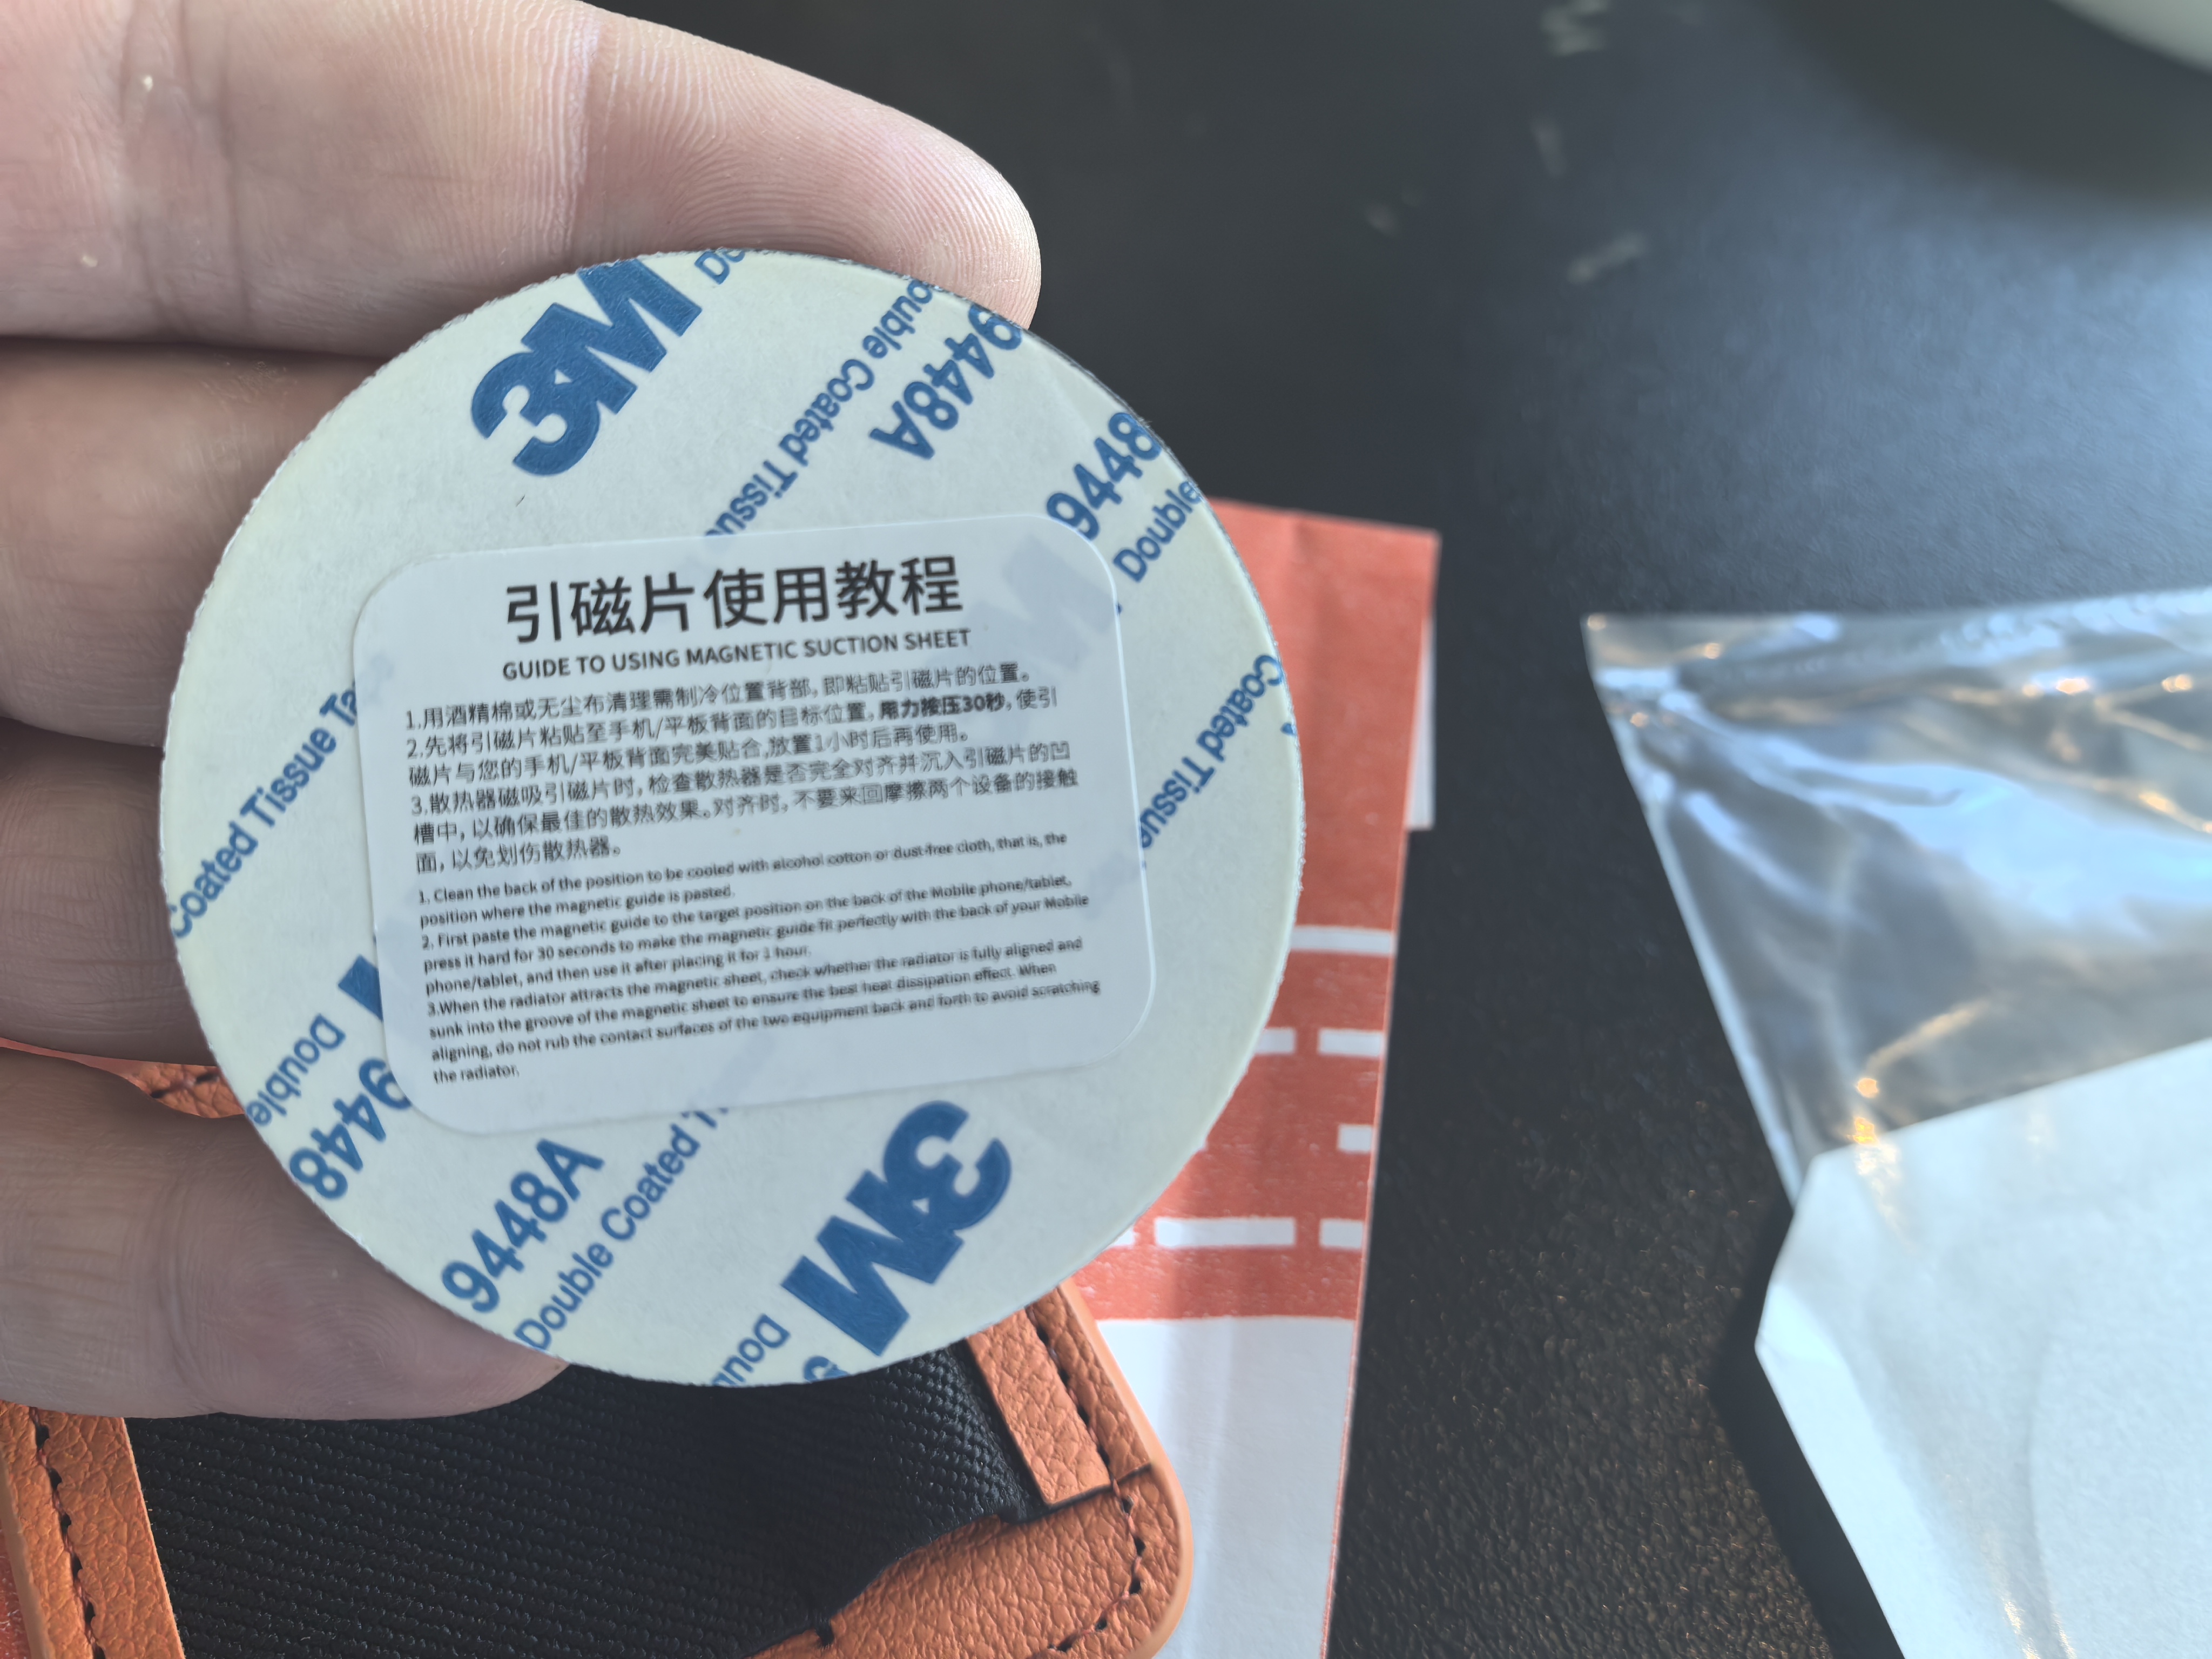 3M
Double Coated Tissue
9448A
9448
Double
Coated Tissue
Coated Tissue Ta
引磁片使用教程
GUIDE TO USING MAGNETIC SUCTION SHEET
1.用酒精棉或无尘布清理需制冷位置背部,即粘贴引磁片的位置。
2.先将引磁片粘贴至手机/平板背面的目标位置,用力按压30秒,使引
磁片与您的手机/平板背面完美贴合,放置1小时后再使用。
3.散热器磁吸引磁片时,检查散热器是否完全对齐并沉入引磁片的凹
槽中,以确保最佳的散热效果。对齐时,不要来回摩擦两个设备的接触
面,以免划伤散热器。
1. Clean the back of the position to be cooled with alcohol cotton or dust-free cloth, that is, the
position where the magnetic guide is pasted.
2. First paste the magnetic guide to the target position on the back of the Mobile phone/tablet,
press it hard for 30 seconds to make the magnetic guide fit perfectly with the back of your Mobile
phone/tablet, and then use it after placing it for 1 hour.
3.When the radiator attracts the magnetic sheet, check whether the radiator is fully aligned and
sunk into the groove of the magnetic sheet to ensure the best heat dissipation effect. When
aligning, do not rub the contact surfaces of the two equipment back and forth to avoid scratching
the radiator.
Double
9448
9448A
Double Coated T
3M